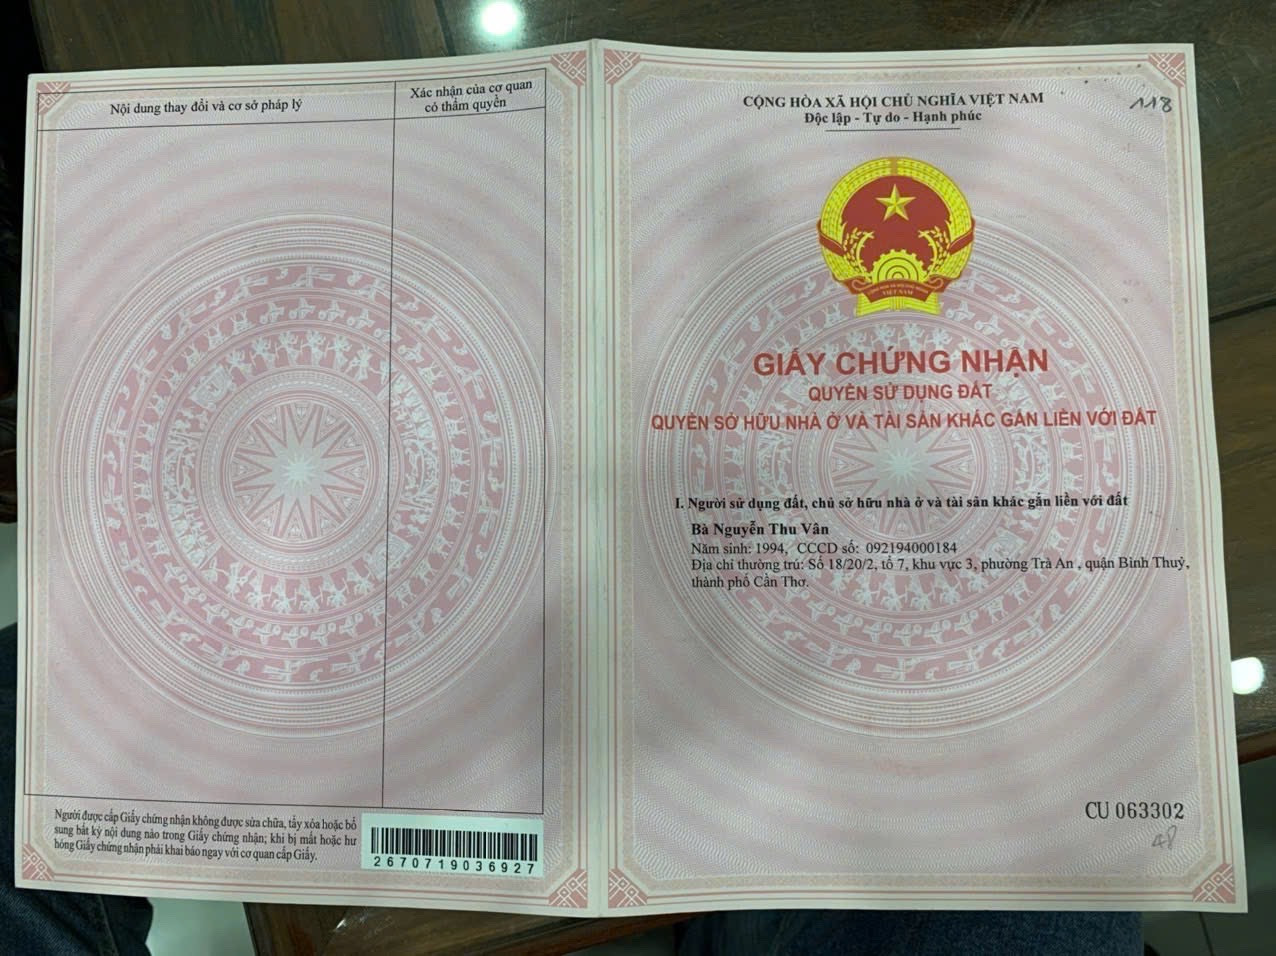 Nội dung thay đổi và cơ sở pháp lý
Xác nhận của cơ quan
có thẩm quyền
Người được cấp Giấy chứng nhận không được sửa chữa, tẩy xóa hoặc bổ
sung bất kỳ nội dung nào trong Giấy chứng nhận; khi bị mất hoặc hư
hỏng Giấy chứng nhận phải khai báo ngay với cơ quan cấp Giấy.
2670719036927
CỘNG HÒA XÃ HỘI CHỦ NGHĨA VIỆT NAM
Độc lập - Tự do - Hạnh phúc
118
VIỆT NAM
GIẤY CHỨNG NHẬN
QUYỀN SỬ DỤNG ĐẤT
QUYỀN SỞ HỮU NHÀ Ở VÀ TÀI SẢN KHÁC GẮN LIỀN VỚI ĐẤT
I. Người sử dụng đất, chủ sở hữu nhà ở và tài sản khác gắn liền với đất
Bà Nguyễn Thu Vân
Năm sinh: 1994, CCCD số: 092194000184
Địa chỉ thường trú: Số 18/20/2, tổ 7, khu vực 3, phường Trà An , quận Bình Thuỷ,
thành phố Cần Thơ.
CU 063302